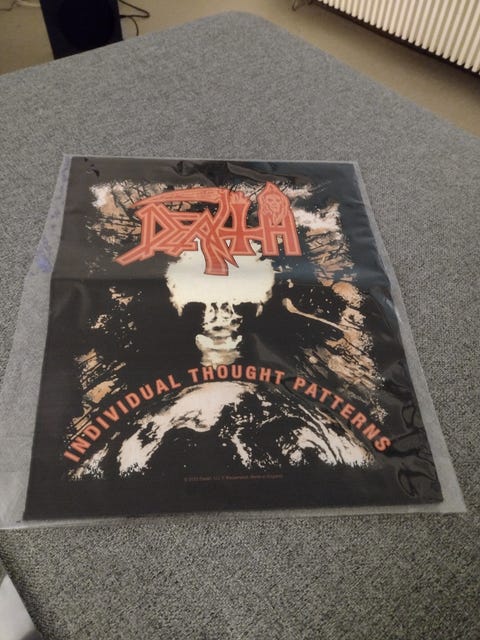 DEATH
INDIVIDUAL THOUGHT PATTERNS